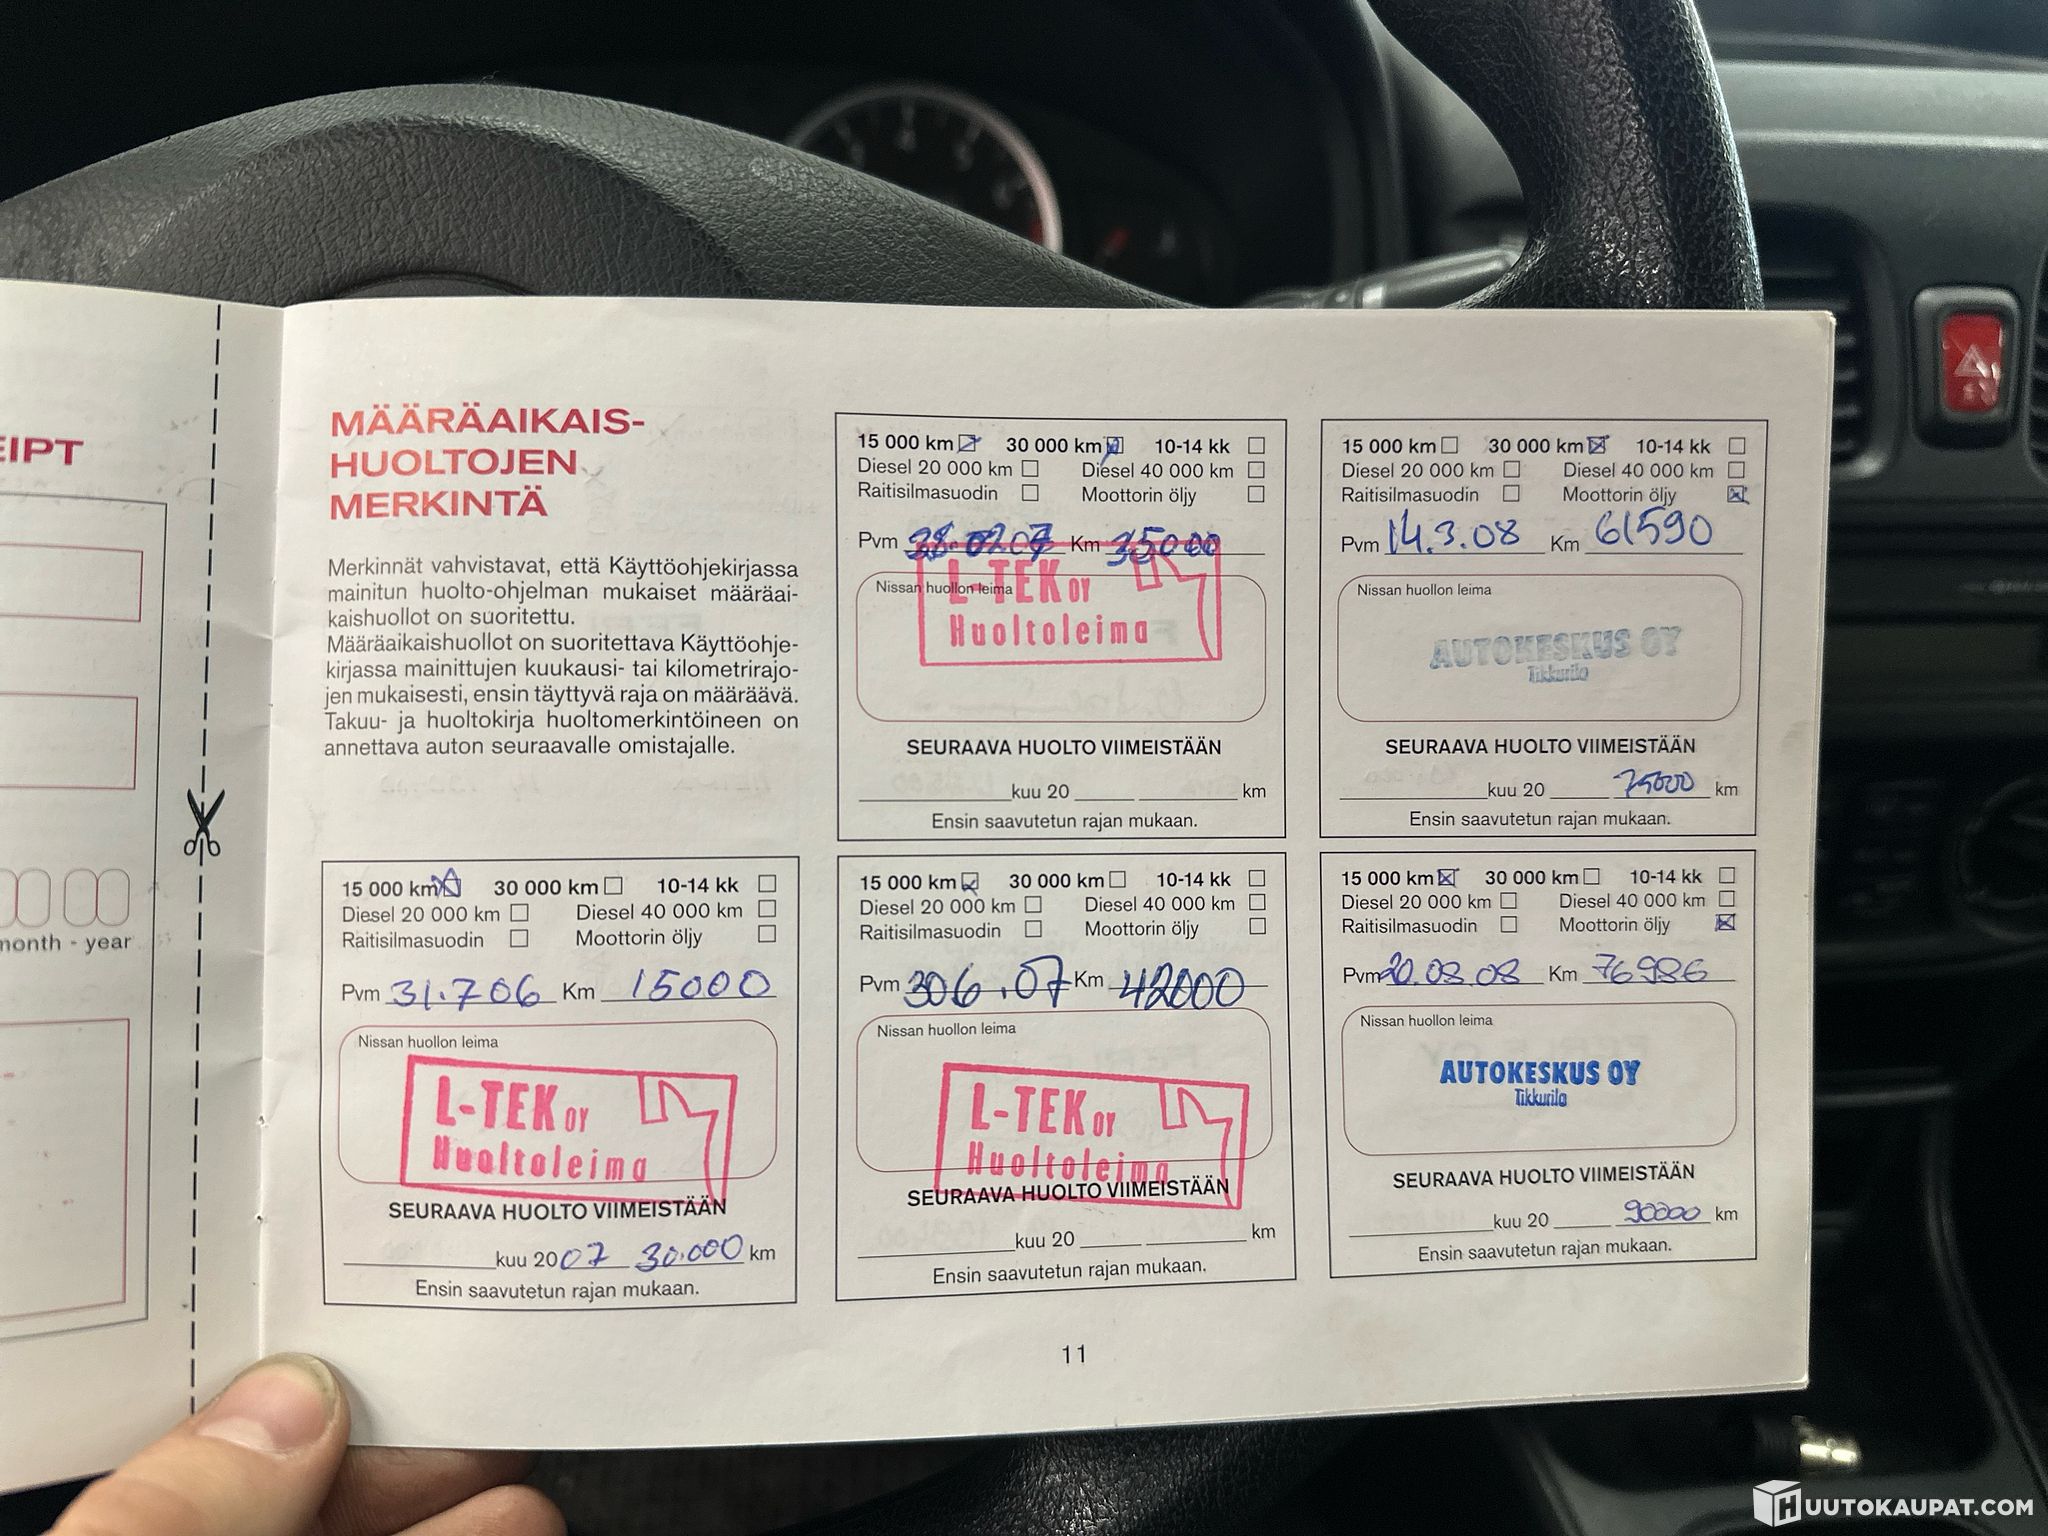 EIPT
month - year
MÄÄRÄAIKAIS-
HUOLTOJEN
MERKINTÄ
Merkinnät vahvistavat, että Käyttöohjekirjassa
mainitun huolto-ohjelman mukaiset määräai-
kaishuollot on suoritettu.
Määräaikaishuollot on suoritettava Käyttöohje-
kirjassa mainittujen kuukausi- tai kilometrirajo-
jen mukaisesti, ensin täyttyvä raja on määräävä.
Takuu- ja huoltokirja huoltomerkintöineen on
annettava auton seuraavalle omistajalle.
15 000 km 30 000 km 10-14 kk
Diesel 20 000 km Diesel 40 000 km
Raitisilmasuodin Moottorin öljy
Pvm 31.7 06 Km 15000
Nissan huollon leima
L-TEK OY
Huoltoleima
SEURAAVA HUOLTO VIIMEISTÄÄN
kuu 20 07 30.000 km
Ensin saavutetun rajan mukaan.
15 000 km 30 000 km 10-14 kk
Diesel 20 000 km Diesel 40 000 km
Raitisilmasuodin Moottorin öljy
Pvm 28.02.07 Km 35000
Nissan huollon leima
L-TEK OY
Huoltoleima
SEURAAVA HUOLTO VIIMEISTÄÄN
kuu 20 km
Ensin saavutetun rajan mukaan.
15 000 km 30 000 km 10-14 kk
Diesel 20 000 km Diesel 40 000 km
Raitisilmasuodin Moottorin öljy
Pvm 306.07 Km 42000
Nissan huollon leima
L-TEK OY
Huoltoleima
SEURAAVA HUOLTO VIIMEISTÄÄN
kuu 20 km
Ensin saavutetun rajan mukaan.
15 000 km 30 000 km 10-14 kk
Diesel 20 000 km Diesel 40 000 km
Raitisilmasuodin Moottorin öljy
Pvm 14.3.08 Km 61590
Nissan huollon leima
AUTOKESKUS OY
Tikkurila
SEURAAVA HUOLTO VIIMEISTÄÄN
kuu 20 75000 km
Ensin saavutetun rajan mukaan.
15 000 km 30 000 km 10-14 kk
Diesel 20 000 km Diesel 40 000 km
Raitisilmasuodin Moottorin öljy
Pvm 20.08.08 Km 76986
Nissan huollon leima
AUTOKESKUS OY
Tikkurila
SEURAAVA HUOLTO VIIMEISTÄÄN
kuu 20 90000 km
Ensin saavutetun rajan mukaan.
11
HUUTOKAUPAT.COM